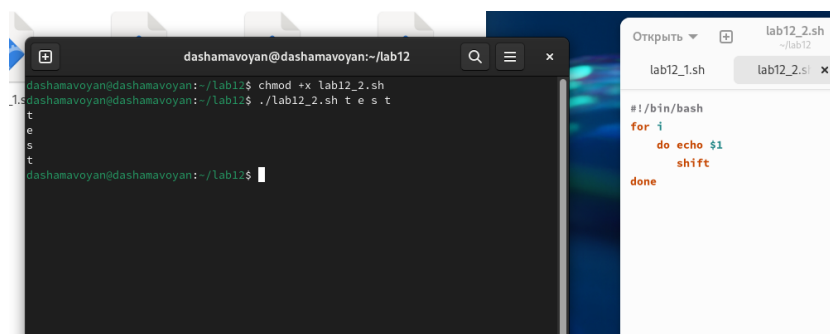 dashamavoyan@dashamavoyan:~/lab12
dashamavoyan@dashamavoyan:~/lab12$ chmod +x lab12_2.sh
_1.s
dashamavoyan@dashamavoyan:~/lab12$ ./lab12_2.sh t e s t
t
e
s
t
dashamavoyan@dashamavoyan:~/lab12$
Открыть
lab12_2.sh
~/lab12
lab12_1.sh
lab12_2.s
#!/bin/bash
for i
do echo $1
shift
done